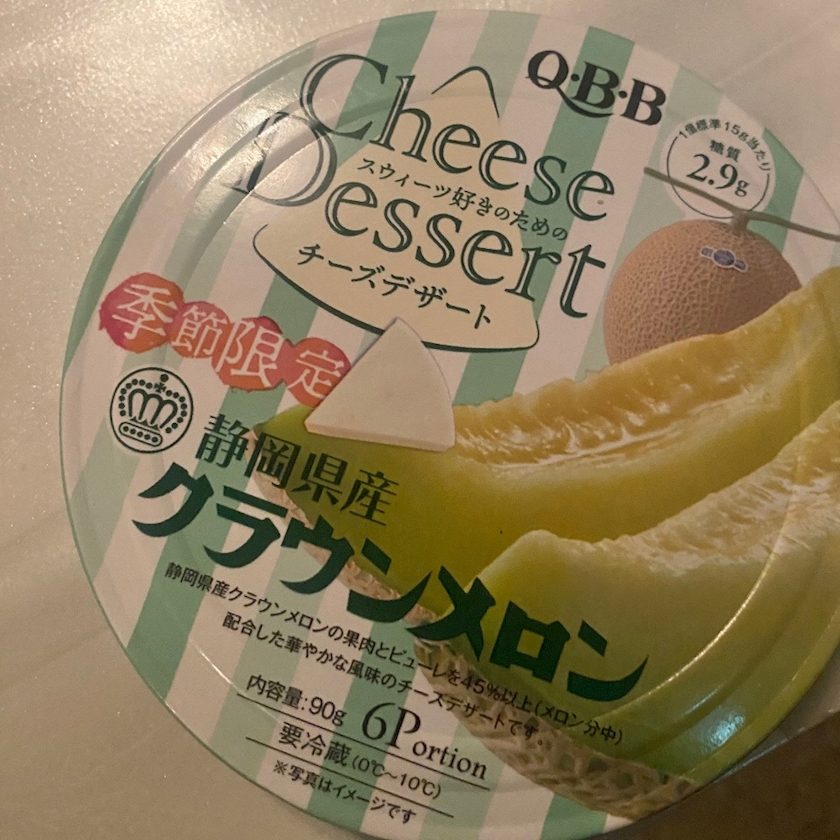 Q・B・B
Cheese
スウィーツ好きのための
Dessert
チーズデザート
1個標準15g当たり
糖質
2.9g
季節限定
静岡県産
クラウンメロン
静岡県産クラウンメロンの果肉とピューレを45%以上(メロン分中)
配合した華やかな風味のチーズデザートです。
内容量:90g
6Portion
要冷蔵(0℃~10℃)
※写真はイメージです